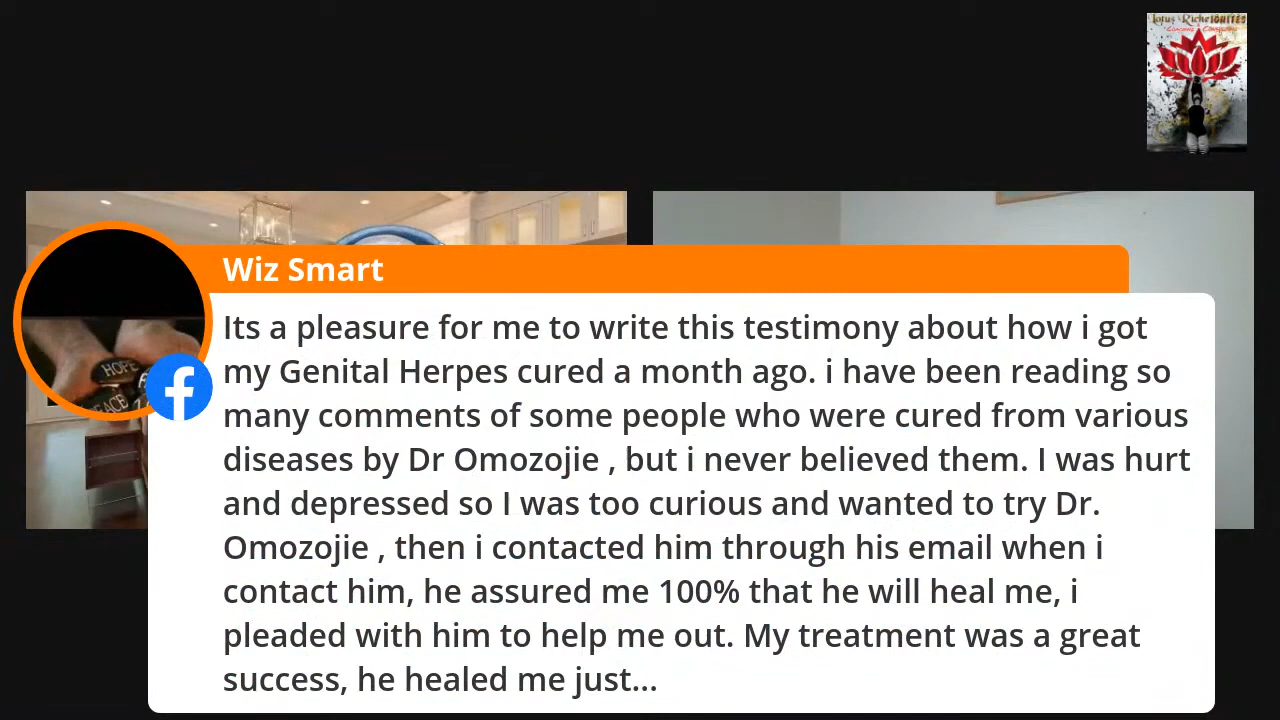 Lotus Riche IGNITES
Wiz Smart
Its a pleasure for me to write this testimony about how i got
my Genital Herpes cured a month ago. i have been reading so
many comments of some people who were cured from various
diseases by Dr Omozojie , but i never believed them. I was hurt
and depressed so I was too curious and wanted to try Dr.
Omozojie , then i contacted him through his email when i
contact him, he assured me 100% that he will heal me, i
pleaded with him to help me out. My treatment was a great
success, he healed me just...
HOPE